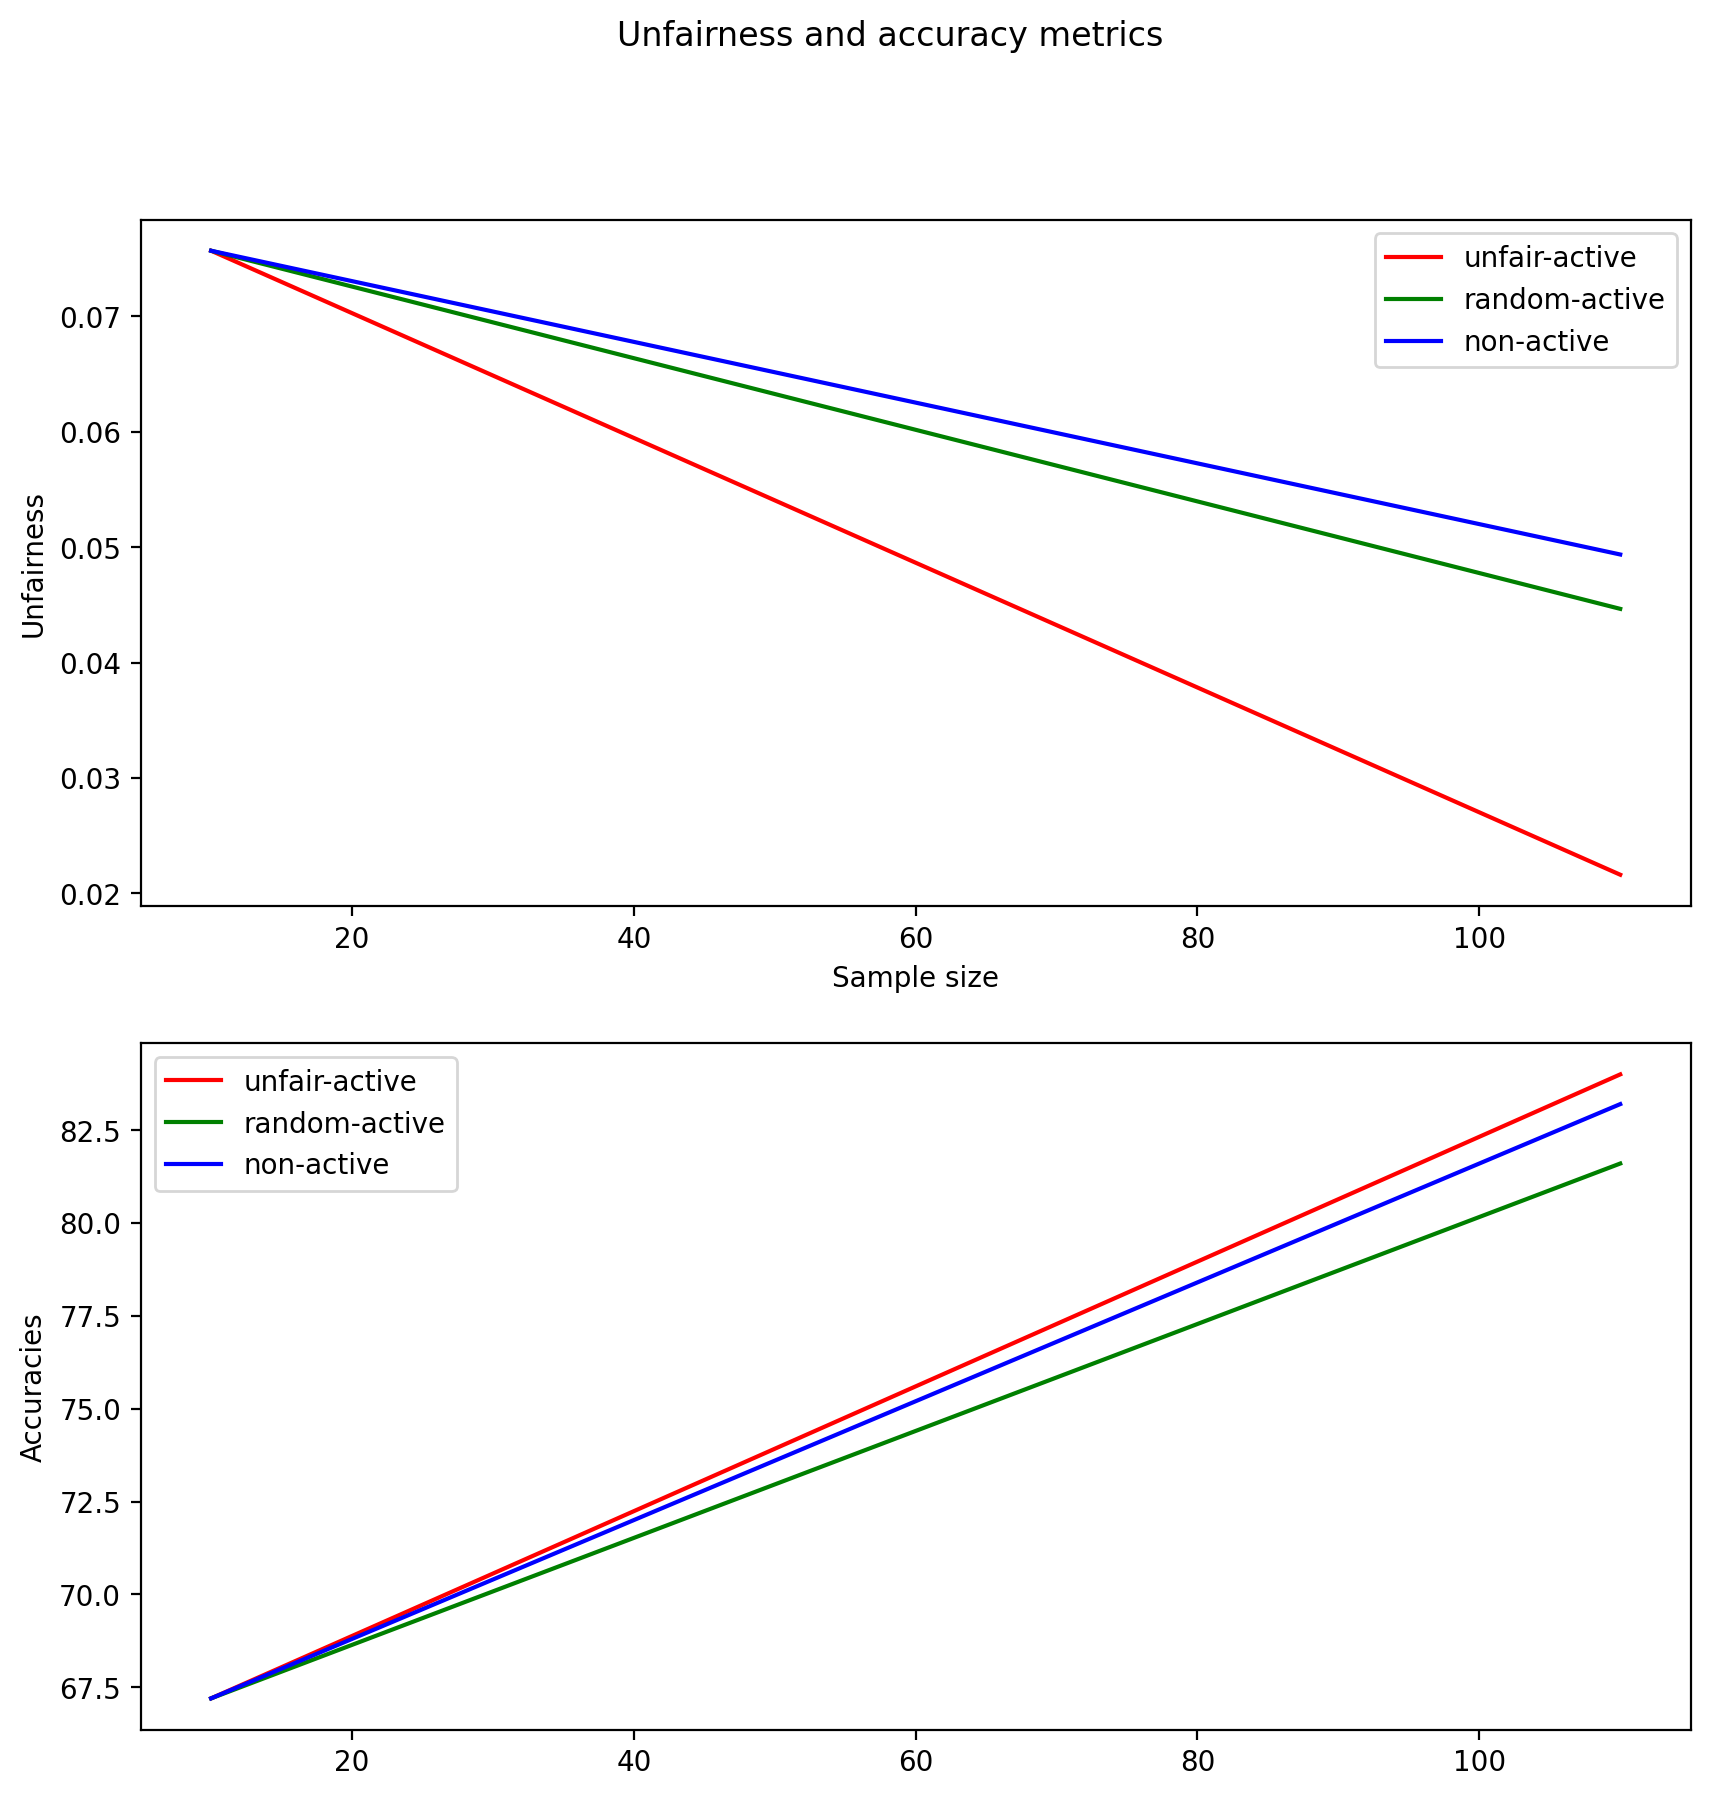 Unfairness and accuracy metrics
unfair-active
random-active
non-active
0.07
0.06
0.05
0.04
0.03
0.02
Unfairness
20 40 60 80 100
Sample size
unfair-active
random-active
non-active
82.5
80.0
77.5
75.0
72.5
70.0
67.5
Accuracies
20 40 60 80 100